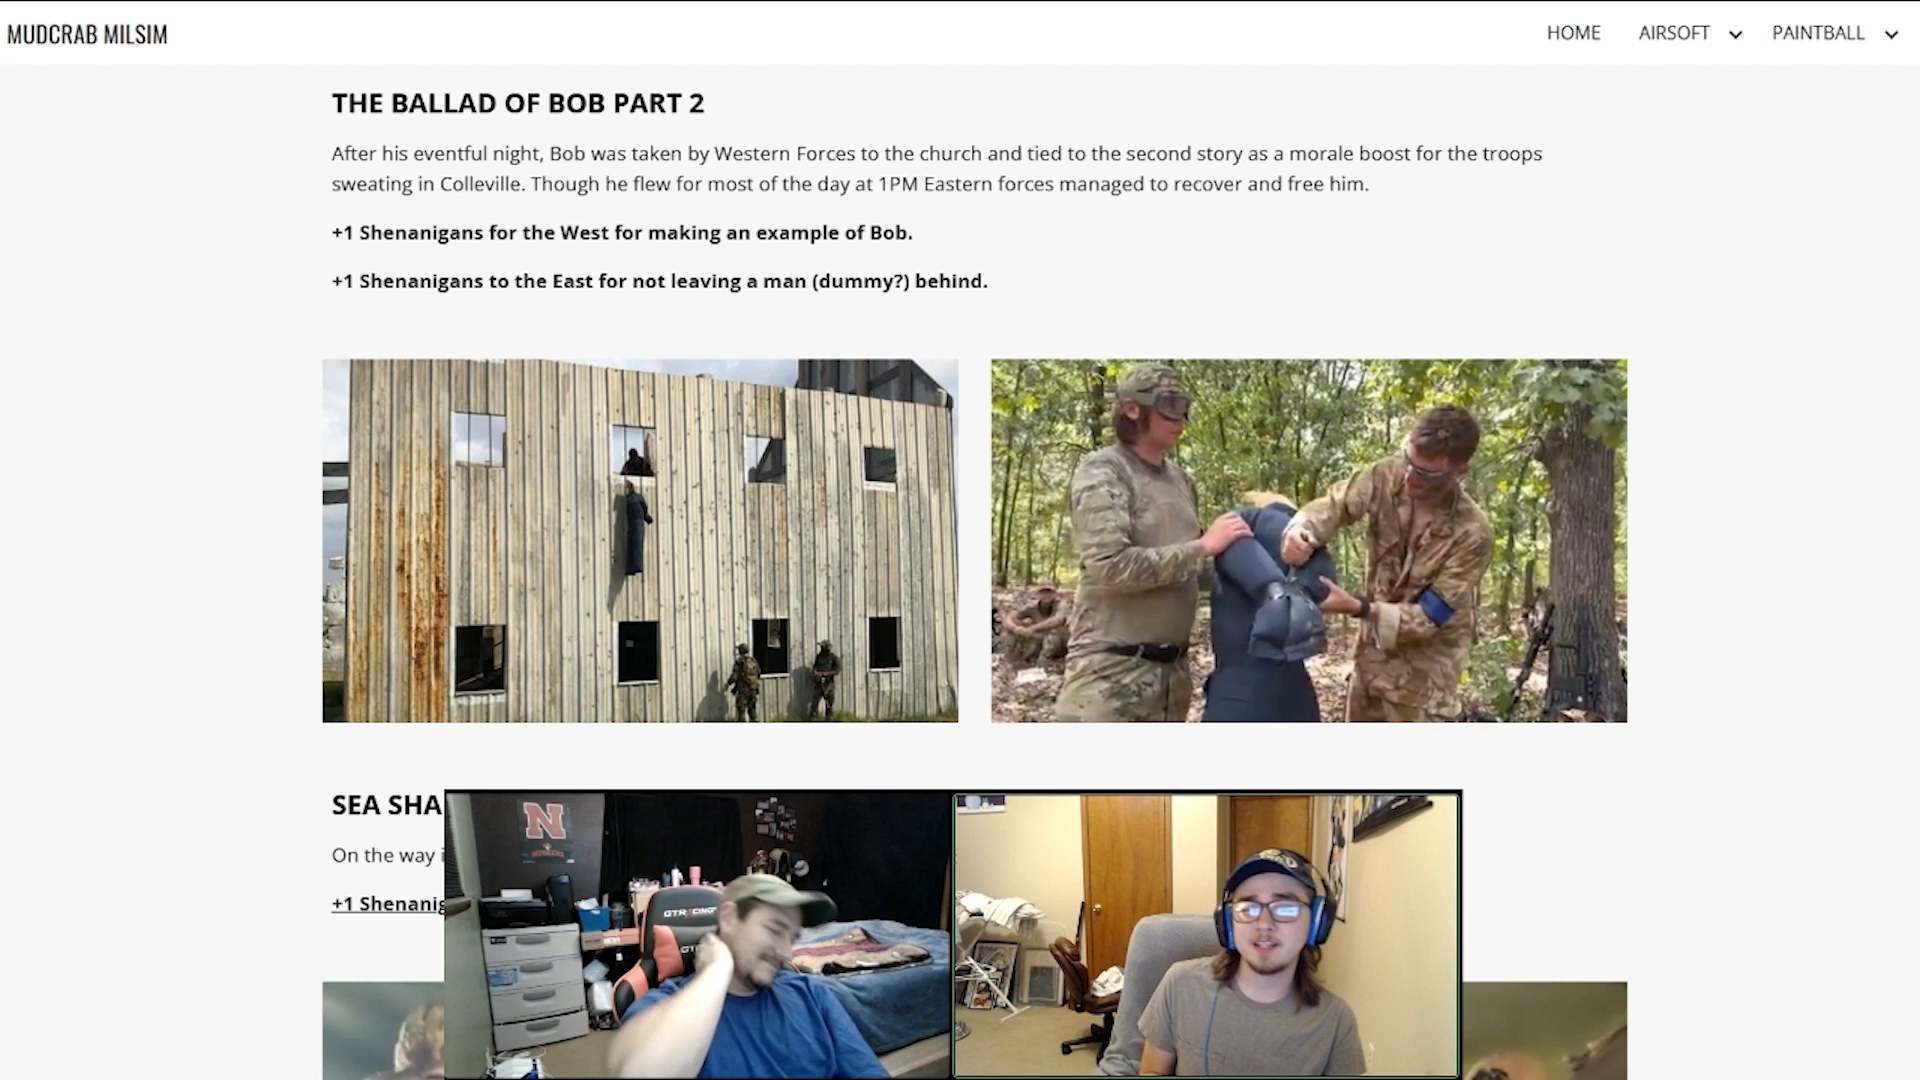 MUDCRAB MILSIM
HOME AIRSOFT PAINTBALL
THE BALLAD OF BOB PART 2
After his eventful night, Bob was taken by Western Forces to the church and tied to the second story as a morale boost for the troops
sweating in Colleville. Though he flew for most of the day at 1PM Eastern forces managed to recover and free him.
+1 Shenanigans for the West for making an example of Bob.
+1 Shenanigans to the East for not leaving a man (dummy?) behind.
SEA SHA
On the way i
+1 Shenanig
N
GTRACING
GT